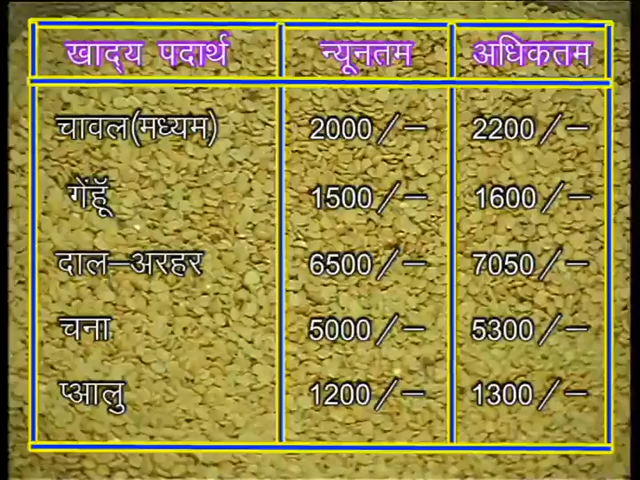 खाद्य पदार्थ न्यूनतम अधिकतम
चावल(मध्यम) 2000/- 2200/-
गेंहूॅ 1500/- 1600/-
दाल-अरहर 6500/- 7050/-
चना 5000/- 5300/-
प्आलु 1200/- 1300/-